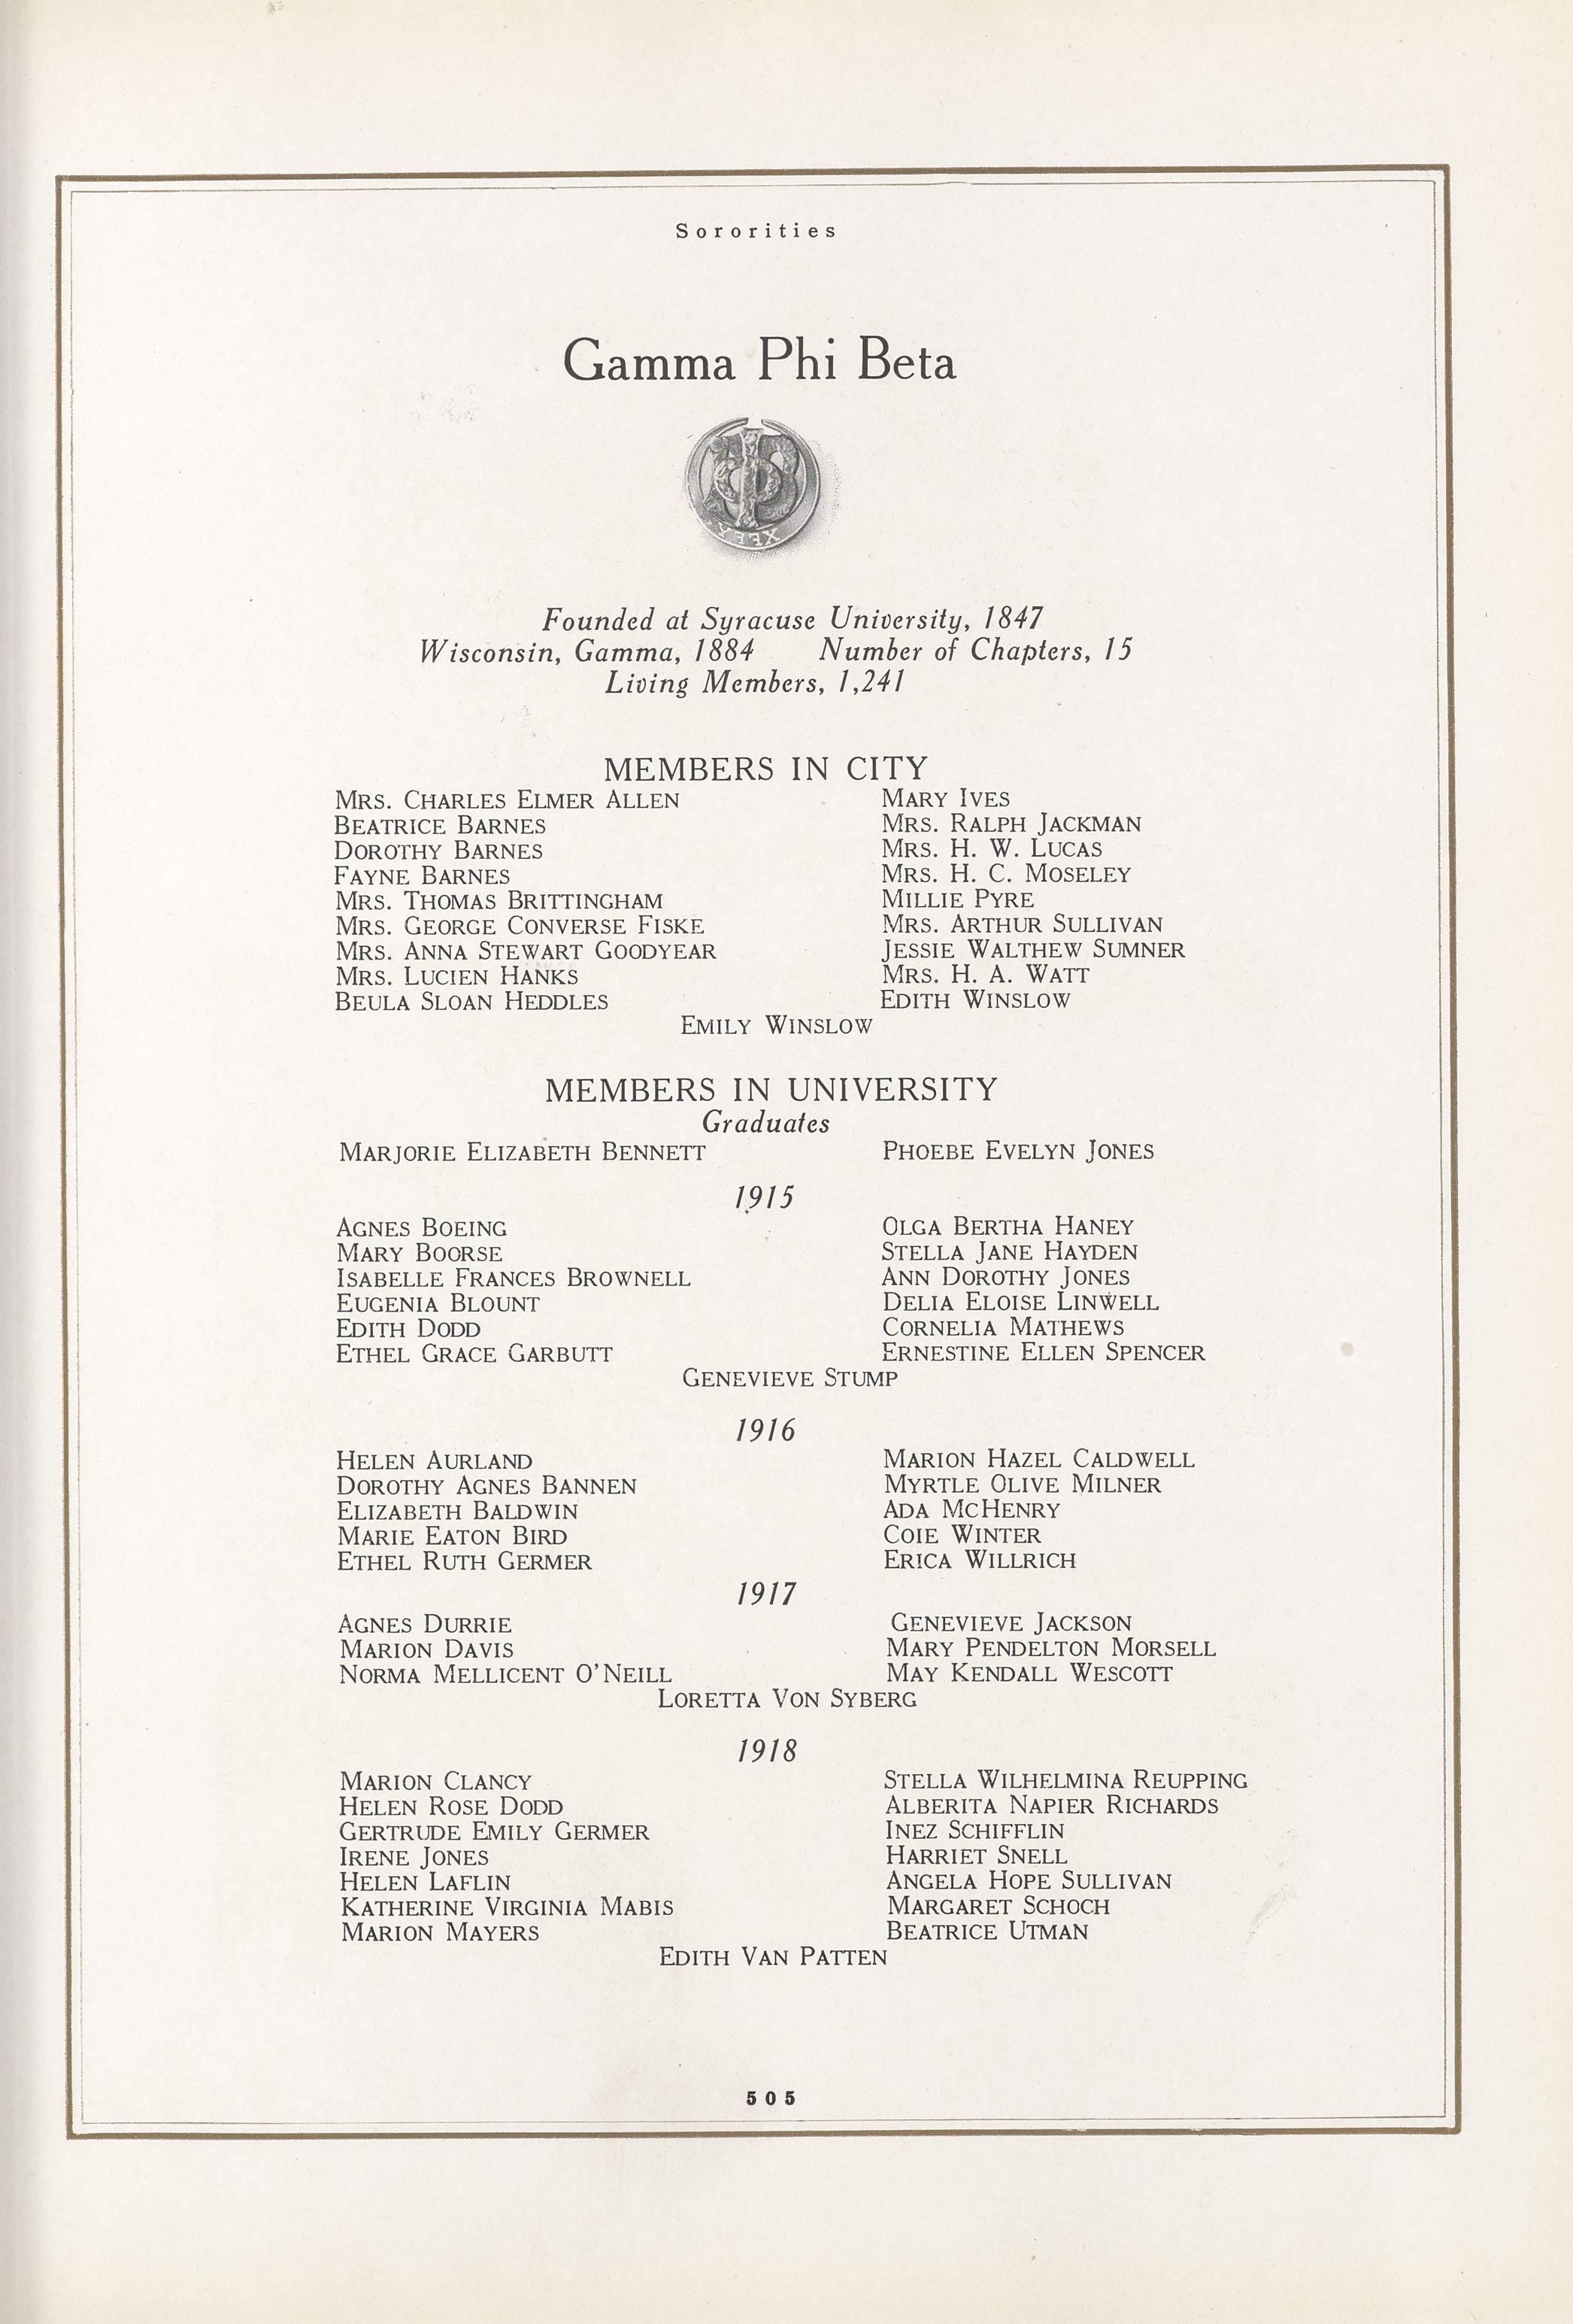 Sororities
Gamma Phi Beta
Founded at Syracuse University, 1847
Wisconsin, Gamma, 1884 Number of Chapters, 15
Living Members, 1,241
MEMBERS IN CITY
MRS. CHARLES ELMER ALLEN
BEATRICE BARNES
DOROTHY BARNES
FAYNE BARNES
MRS. THOMAS BRITTINGHAM
MRS. GEORGE CONVERSE FISKE
MRS. ANNA STEWART GOODYEAR
MRS. LUCIEN HANKS
BEULA SLOAN HEDDLES
MARY IVES
MRS. RALPH JACKMAN
MRS. H. W. LUCAS
MRS. H. C. MOSELEY
MILLIE PYRE
MRS. ARTHUR SULLIVAN
JESSIE WALTHEW SUMNER
MRS. H. A. WATT
EDITH WINSLOW
EMILY WINSLOW
MEMBERS IN UNIVERSITY
Graduates
MARJORIE ELIZABETH BENNETT
PHOEBE EVELYN JONES
1915
AGNES BOEING
MARY BOORSE
ISABELLE FRANCES BROWNELL
EUGENIA BLOUNT
EDITH DODD
ETHEL GRACE GARBUTT
OLGA BERTHA HANEY
STELLA JANE HAYDEN
ANN DOROTHY JONES
DELIA ELOISE LINWELL
CORNELIA MATHEWS
ERNESTINE ELLEN SPENCER
GENEVIEVE STUMP
1916
HELEN AURLAND
DOROTHY AGNES BANNEN
ELIZABETH BALDWIN
MARIE EATON BIRD
ETHEL RUTH GERMER
MARION HAZEL CALDWELL
MYRTLE OLIVE MILNER
ADA MCHENRY
COIE WINTER
ERICA WILLRICH
1917
AGNES DURRIE
MARION DAVIS
NORMA MELLICENT O'NEILL
GENEVIEVE JACKSON
MARY PENDELTON MORSELL
MAY KENDALL WESCOTT
LORETTA VON SYBERG
1918
MARION CLANCY
HELEN ROSE DODD
GERTRUDE EMILY GERMER
IRENE JONES
HELEN LAFLIN
KATHERINE VIRGINIA MABIS
MARION MAYERS
STELLA WILHELMINA REUPPING
ALBERITA NAPIER RICHARDS
INEZ SCHIFFLIN
HARRIET SNELL
ANGELA HOPE SULLIVAN
MARGARET SCHOCH
BEATRICE UTMAN
EDITH VAN PATTEN
505